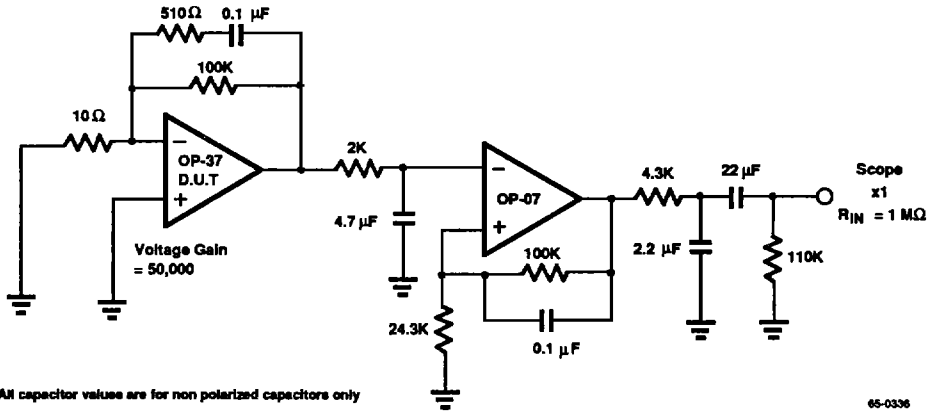 510Ω
0.1 μF
100K
10Ω
−
OP-37
D.U.T
+
Voltage Gain
= 50,000
2K
4.7 μF
−
OP-07
+
100K
0.1 μF
24.3K
4.3K
22 μF
2.2 μF
110K
Scope
x1
RIN = 1 MΩ
All capacitor values are for non polarized capacitors only
65-0336